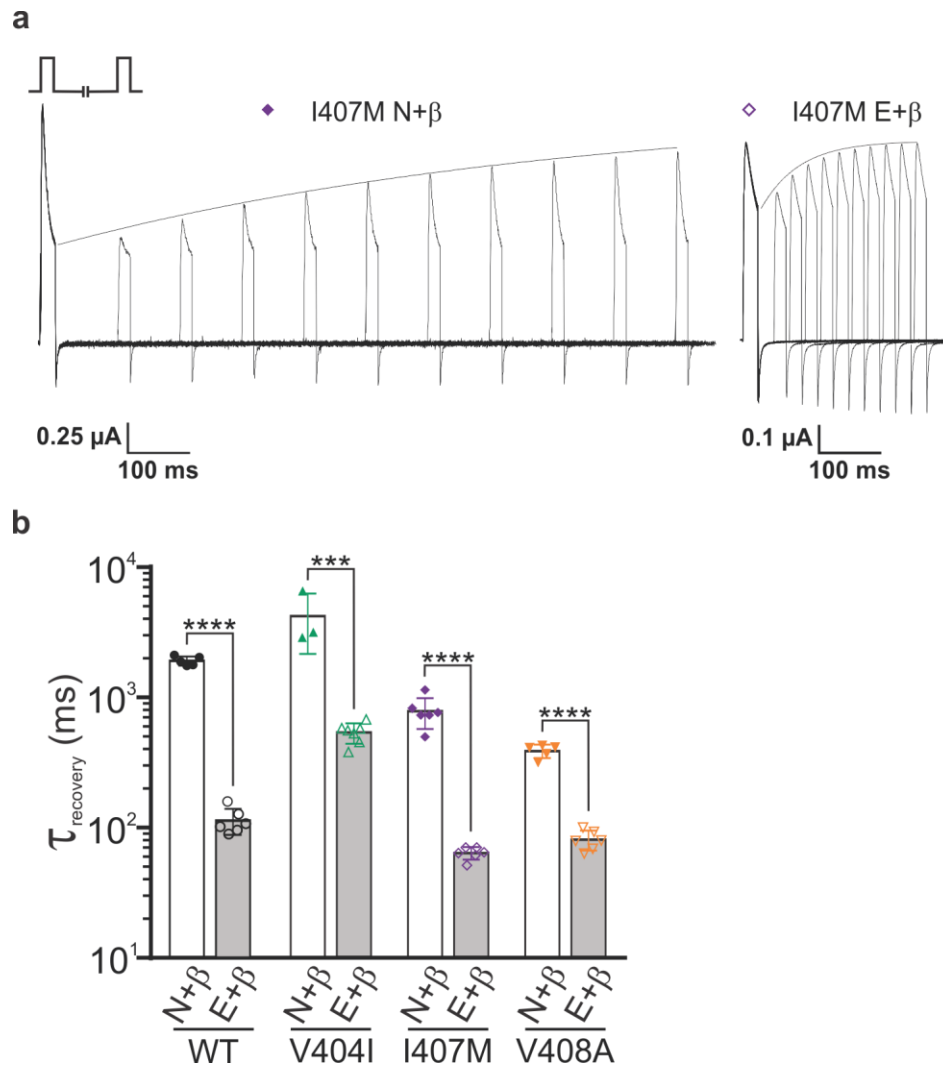 a
I407M N+β
I407M E+β
0.25 µA
100 ms
0.1 µA
100 ms
b
τrecovery (ms)
10⁴
10³
10²
10¹
****
***
****
****
N+β E+β N+β E+β N+β E+β N+β E+β
WT V404I I407M V408A